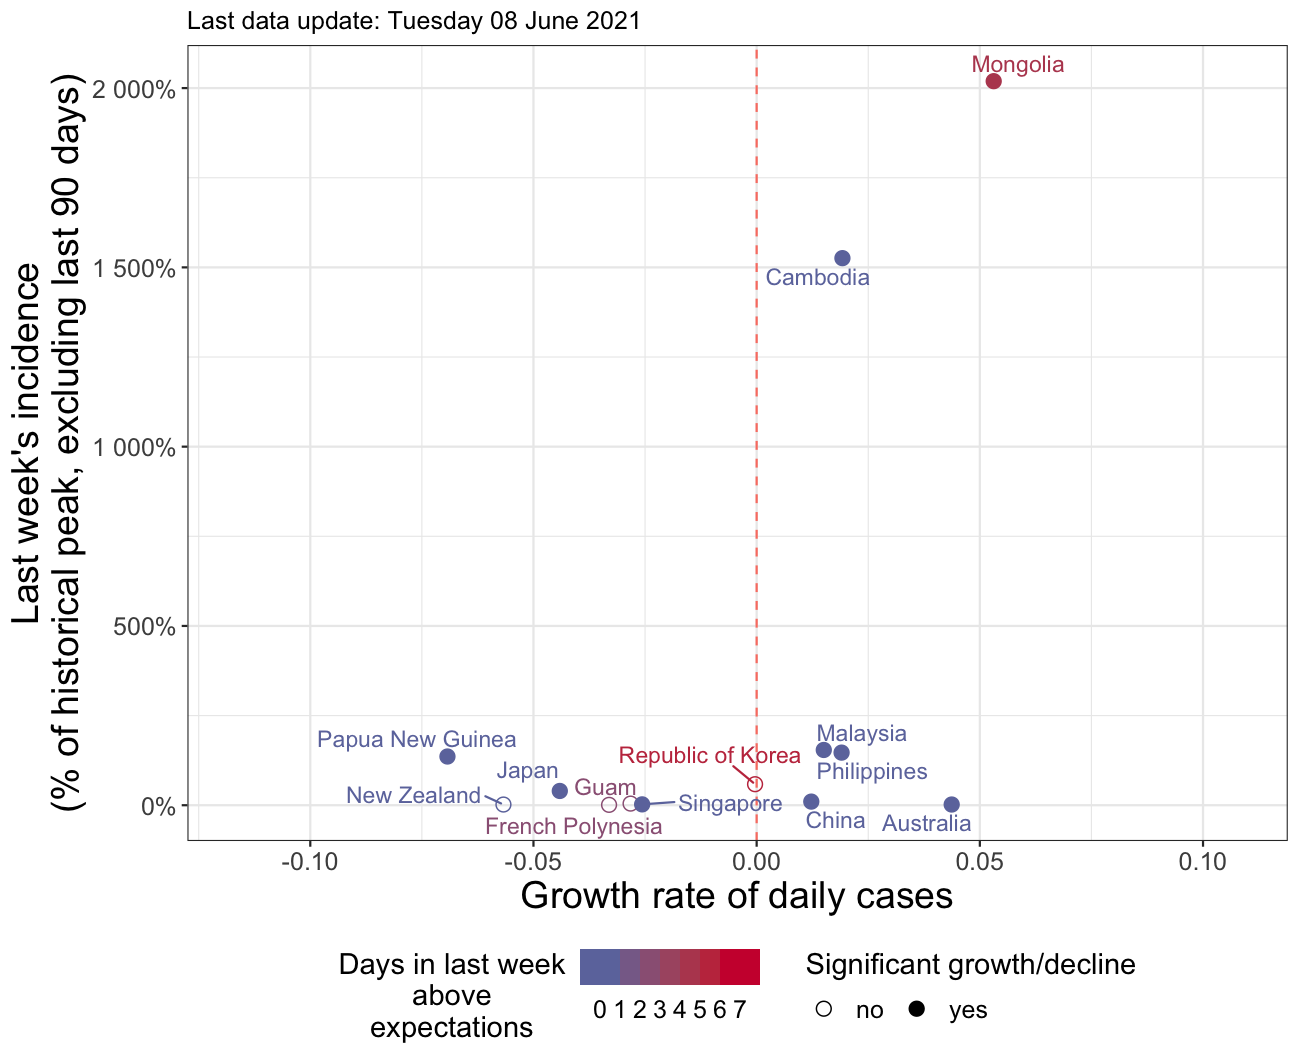 Last data update: Tuesday 08 June 2021
Last week's incidence
(% of historical peak, excluding last 90 days)
2 000%
1 500%
1 000%
500%
0%
Mongolia
Cambodia
Papua New Guinea
Malaysia
Republic of Korea
Japan
Philippines
Guam
New Zealand
Singapore
French Polynesia
China
Australia
-0.10
-0.05
0.00
0.05
0.10
Growth rate of daily cases
Days in last week
above
expectations
0 1 2 3 4 5 6 7
Significant growth/decline
no
yes